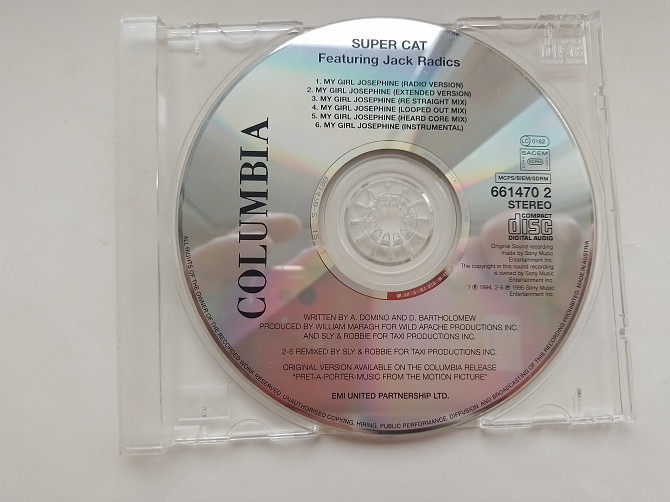 SUPER CAT
Featuring Jack Radics
1. MY GIRL JOSEPHINE (RADIO VERSION)
2. MY GIRL JOSEPHINE (EXTENDED VERSION)
3. MY GIRL JOSEPHINE (RE STRAIGHT MIX)
4. MY GIRL JOSEPHINE (LOOPED OUT MIX)
5. MY GIRL JOSEPHINE (HEARD CORE MIX)
6. MY GIRL JOSEPHINE (INSTRUMENTAL)
COLUMBIA
LC 0162
SACEM
MCPS/BIEM/SDRM
661470 2
STEREO
COMPACT
disc
DIGITAL AUDIO
Original Sound recording
made by Sony Music
Entertainment Inc.
The copyright in this sound recording
is owned by Sony Music
Entertainment Inc.
1 ℗ 1994, 2-6 ℗ 1995 Sony Music
Entertainment Inc.
WRITTEN BY A. DOMINO AND D. BARTHOLOMEW
PRODUCED BY WILLIAM MARAGH FOR WILD APACHE PRODUCTIONS INC.
AND SLY & ROBBIE FOR TAXI PRODUCTIONS INC.
2-6 REMIXED BY SLY & ROBBIE FOR TAXI PRODUCTIONS INC.
ORIGINAL VERSION AVAILABLE ON THE COLUMBIA RELEASE
"PRET-A-PORTER-MUSIC FROM THE MOTION PICTURE"
EMI UNITED PARTNERSHIP LTD.
ALL RIGHTS OF THE OWNER OF THE RECORDED WORK RESERVED. UNAUTHORISED COPYING, HIRING, PUBLIC PERFORMANCE, DIFFUSION, AND BROADCASTING OF THIS RECORDING PROHIBITED. MADE IN AUSTRIA